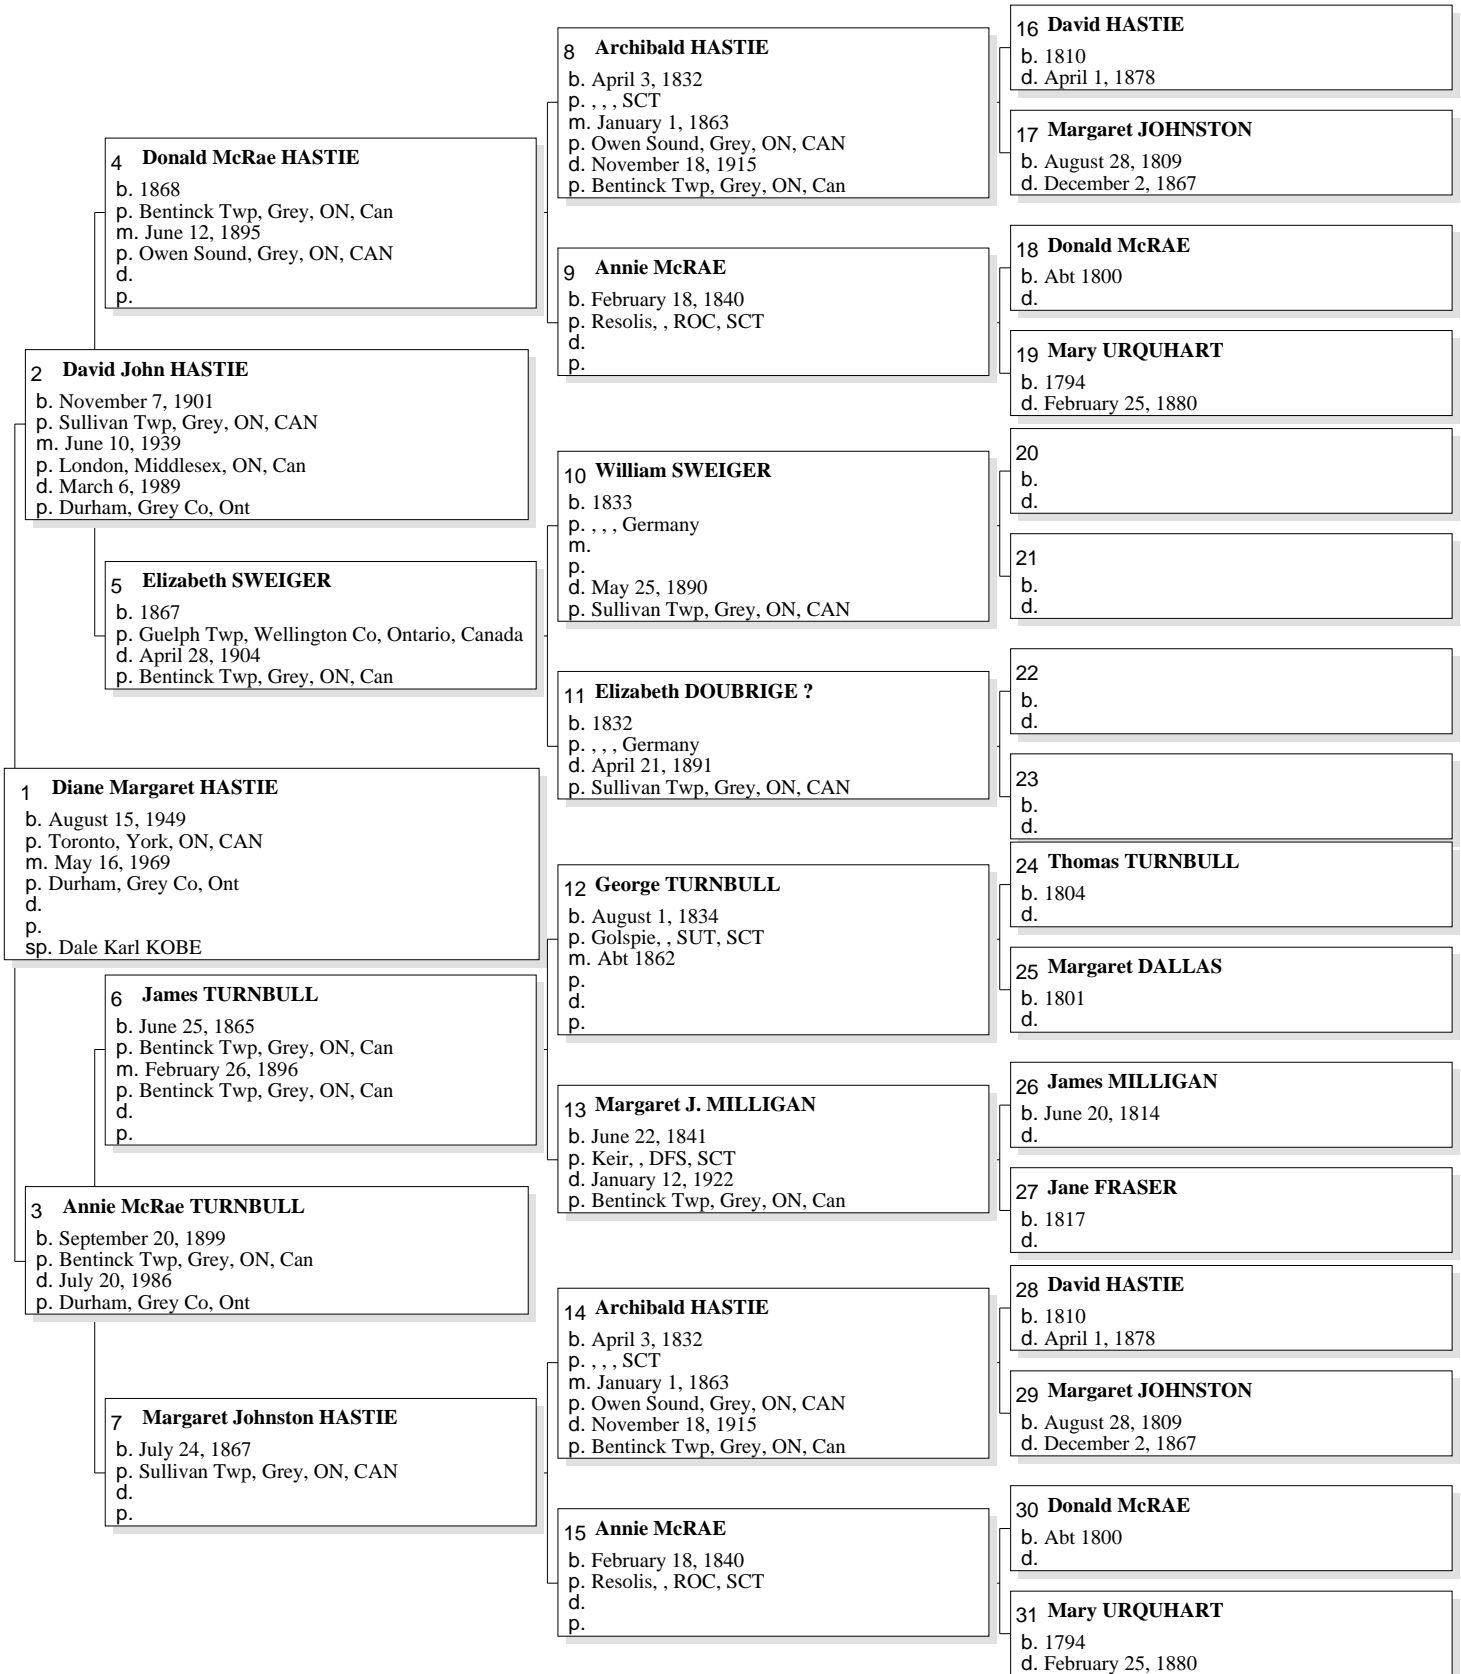 16 David HASTIE
b. 1810
d. April 1, 1878
8 Archibald HASTIE
b. April 3, 1832
p. , , , SCT
m. January 1, 1863
p. Owen Sound, Grey, ON, CAN
d. November 18, 1915
p. Bentinck Twp, Grey, ON, Can
17 Margaret JOHNSTON
b. August 28, 1809
d. December 2, 1867
4 Donald McRae HASTIE
b. 1868
p. Bentinck Twp, Grey, ON, Can
m. June 12, 1895
p. Owen Sound, Grey, ON, CAN
d.
p.
18 Donald McRAE
b. Abt 1800
d.
9 Annie McRAE
b. February 18, 1840
p. Resolis, , ROC, SCT
d.
p.
19 Mary URQUHART
b. 1794
d. February 25, 1880
2 David John HASTIE
b. November 7, 1901
p. Sullivan Twp, Grey, ON, CAN
m. June 10, 1939
p. London, Middlesex, ON, Can
d. March 6, 1989
p. Durham, Grey Co, Ont
20
b.
d.
10 William SWEIGER
b. 1833
p. , , , Germany
m.
p.
d. May 25, 1890
p. Sullivan Twp, Grey, ON, CAN
21
b.
d.
5 Elizabeth SWEIGER
b. 1867
p. Guelph Twp, Wellington Co, Ontario, Canada
d. April 28, 1904
p. Bentinck Twp, Grey, ON, Can
22
b.
d.
11 Elizabeth DOUBRIGE ?
b. 1832
p. , , , Germany
d. April 21, 1891
p. Sullivan Twp, Grey, ON, CAN
23
b.
d.
1 Diane Margaret HASTIE
b. August 15, 1949
p. Toronto, York, ON, CAN
m. May 16, 1969
p. Durham, Grey Co, Ont
d.
p.
sp. Dale Karl KOBE
24 Thomas TURNBULL
b. 1804
d.
12 George TURNBULL
b. August 1, 1834
p. Golspie, , SUT, SCT
m. Abt 1862
p.
d.
p.
25 Margaret DALLAS
b. 1801
d.
6 James TURNBULL
b. June 25, 1865
p. Bentinck Twp, Grey, ON, Can
m. February 26, 1896
p. Bentinck Twp, Grey, ON, Can
d.
p.
26 James MILLIGAN
b. June 20, 1814
d.
13 Margaret J. MILLIGAN
b. June 22, 1841
p. Keir, , DFS, SCT
d. January 12, 1922
p. Bentinck Twp, Grey, ON, Can
27 Jane FRASER
b. 1817
d.
3 Annie McRae TURNBULL
b. September 20, 1899
p. Bentinck Twp, Grey, ON, Can
d. July 20, 1986
p. Durham, Grey Co, Ont
28 David HASTIE
b. 1810
d. April 1, 1878
14 Archibald HASTIE
b. April 3, 1832
p. , , , SCT
m. January 1, 1863
p. Owen Sound, Grey, ON, CAN
d. November 18, 1915
p. Bentinck Twp, Grey, ON, Can
29 Margaret JOHNSTON
b. August 28, 1809
d. December 2, 1867
7 Margaret Johnston HASTIE
b. July 24, 1867
p. Sullivan Twp, Grey, ON, CAN
d.
p.
30 Donald McRAE
b. Abt 1800
d.
15 Annie McRAE
b. February 18, 1840
p. Resolis, , ROC, SCT
d.
p.
31 Mary URQUHART
b. 1794
d. February 25, 1880